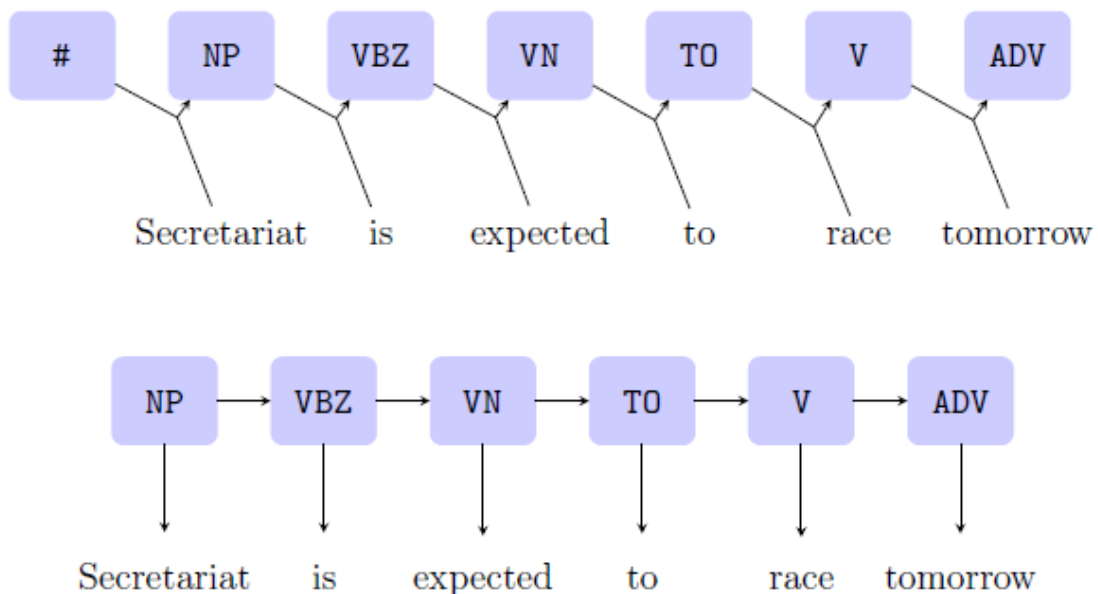 # NP VBZ VN TO V ADV
Secretariat is expected to race tomorrow
NP VBZ VN TO V ADV
Secretariat is expected to race tomorrow